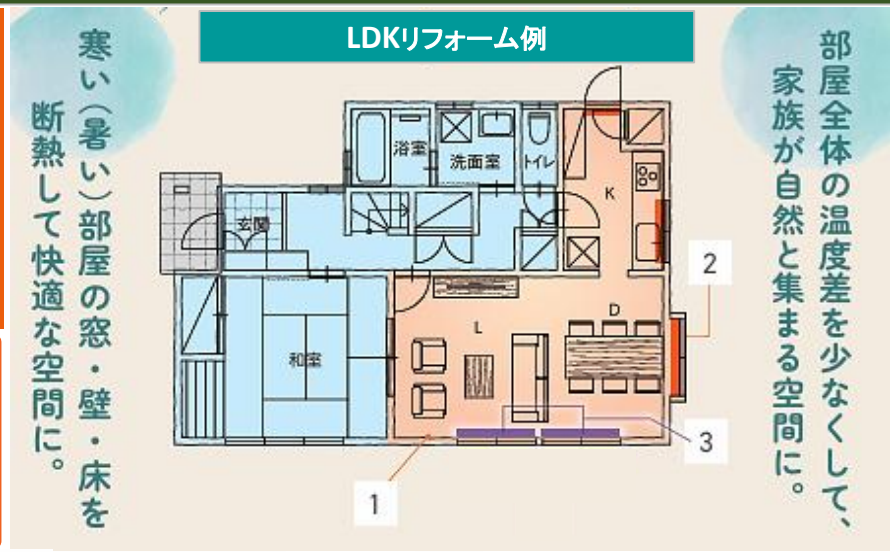 LDKリフォーム例
部屋全体の温度差を少なくして、
家族が自然と集まる空間に。
寒い(暑い)部屋の窓・壁・床を
断熱して快適な空間に。
浴室
洗面室
トイレ
K
玄関
2
L
D
和室
3
1